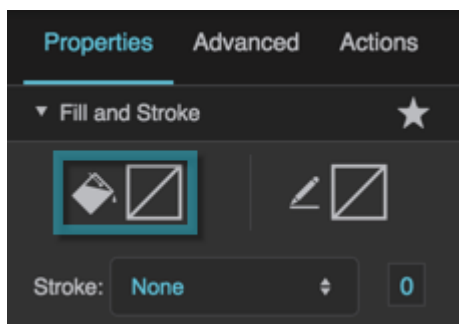 Properties Advanced Actions
Fill and Stroke
Stroke: None 0